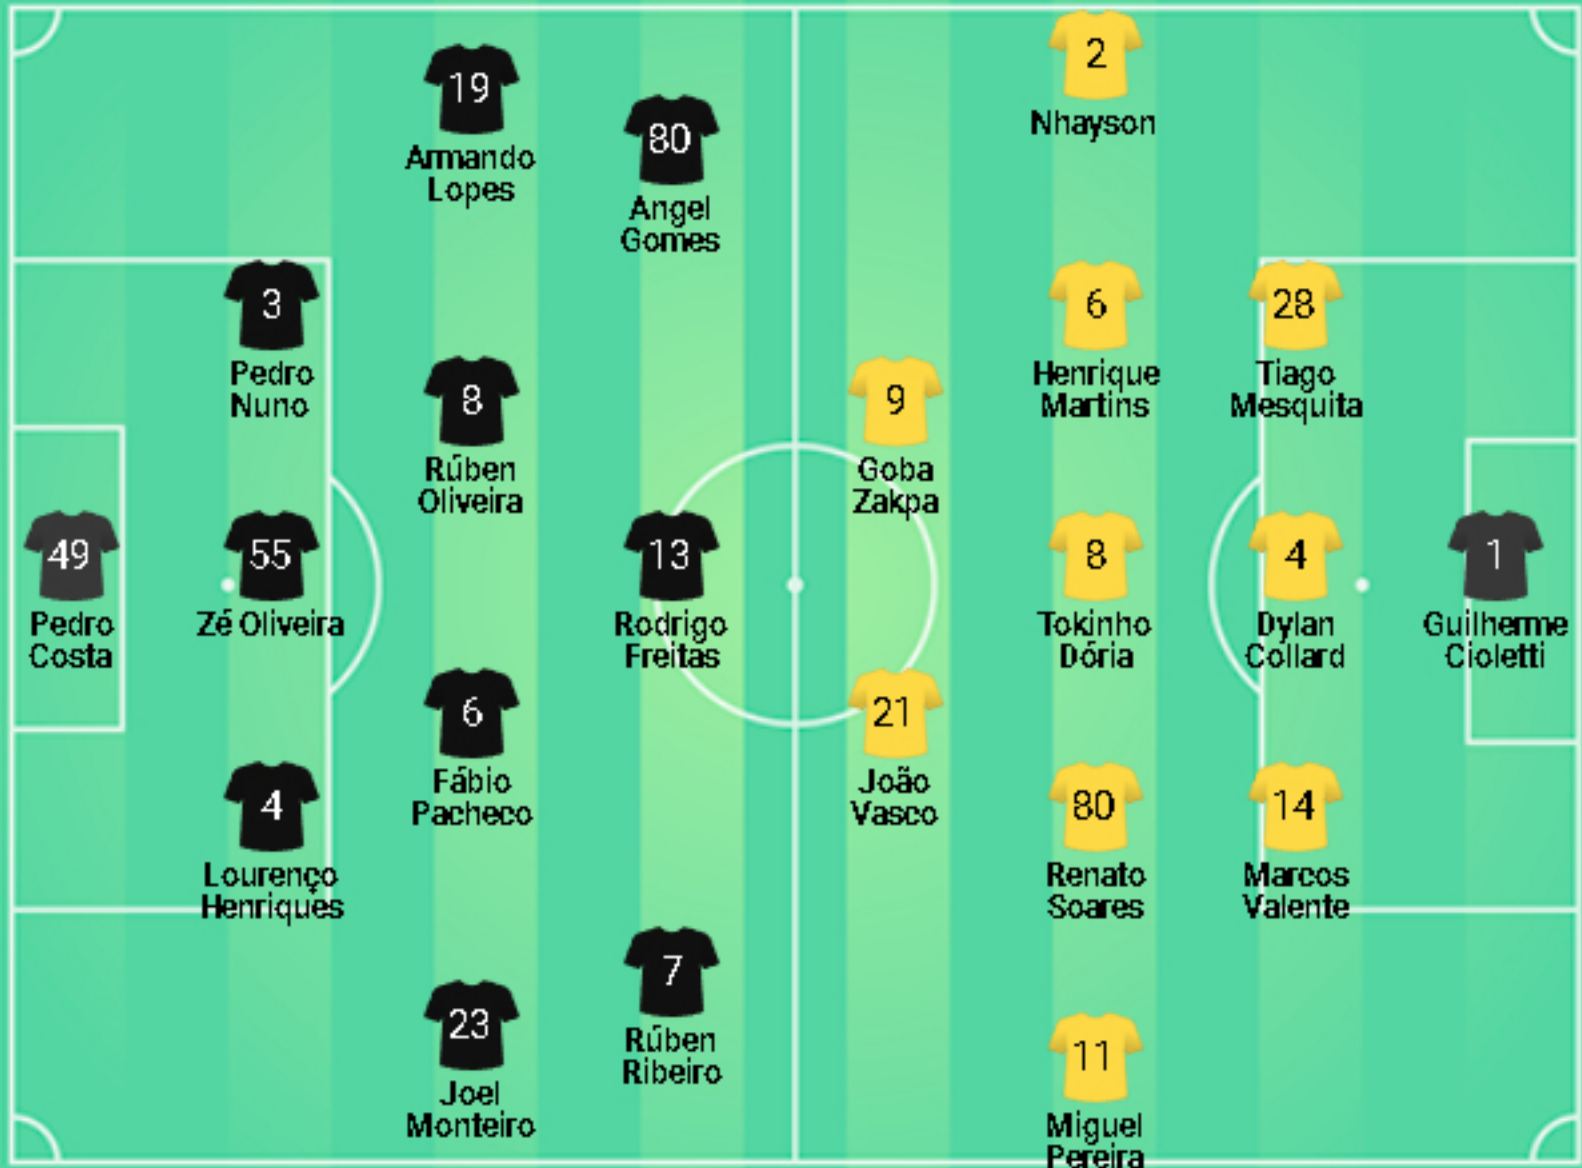 49
Pedro
Costa
3
Pedro
Nuno
55
Zé Oliveira
4
Lourenço
Henriques
19
Armando
Lopes
8
Rúben
Oliveira
6
Fábio
Pacheco
23
Joel
Monteiro
80
Angel
Gomes
13
Rodrigo
Freitas
7
Rúben
Ribeiro
9
Goba
Zakpa
21
João
Vasco
2
Nhayson
6
Henrique
Martins
8
Tokinho
Dória
80
Renato
Soares
11
Miguel
Pereira
28
Tiago
Mesquita
4
Dylan
Collard
14
Marcos
Valente
1
Guilherme
Cioletti